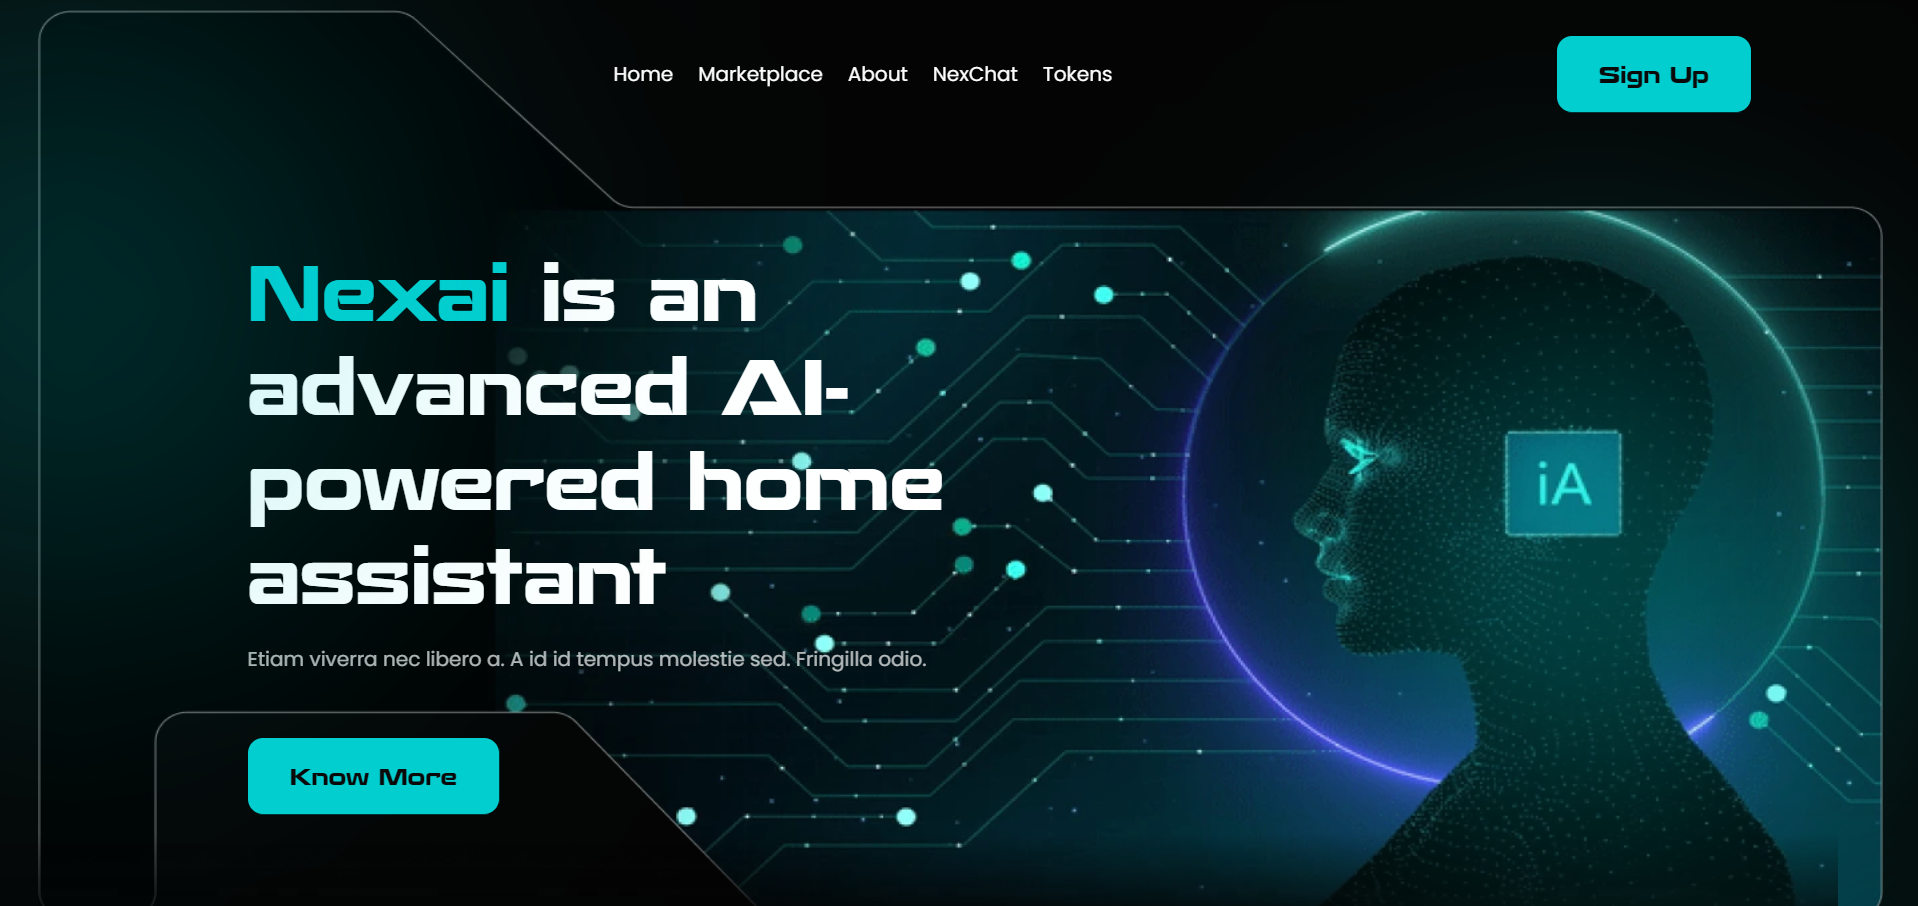 Home Marketplace About NexChat Tokens
Sign Up
Nexai is an
advanced AI-
powered home
assistant
iA
Etiam viverra nec libero a. A id id tempus molestie sed. Fringilla odio.
Know More